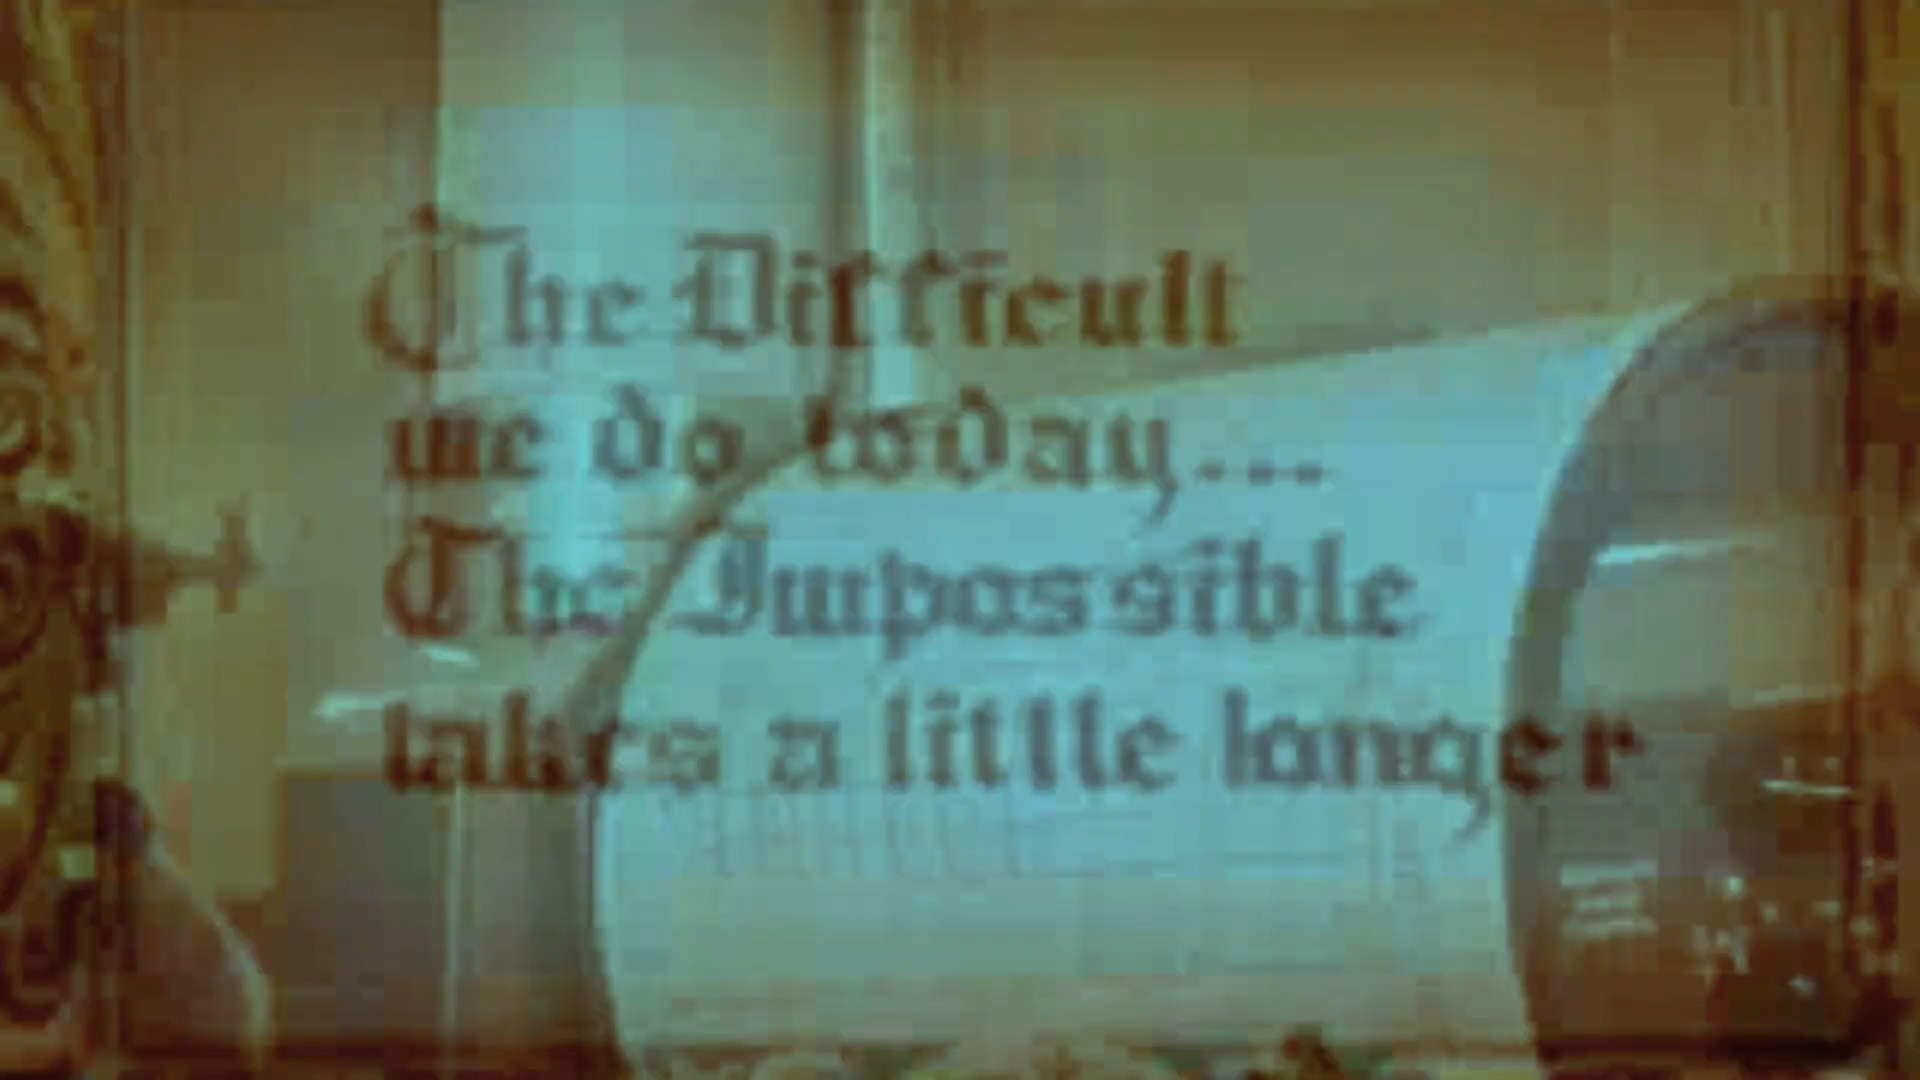 The Difficult
we do today...
The Impossible
takes a little longer